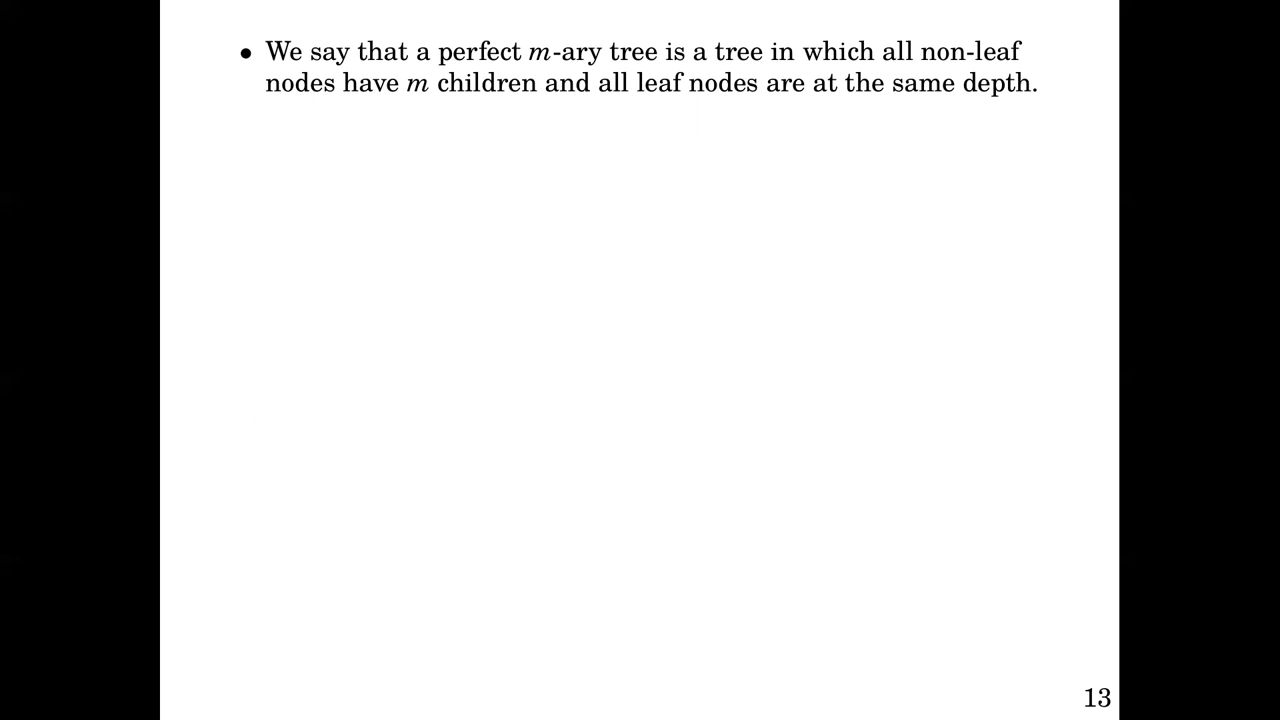 • We say that a perfect m-ary tree is a tree in which all non-leaf
nodes have m children and all leaf nodes are at the same depth.
13